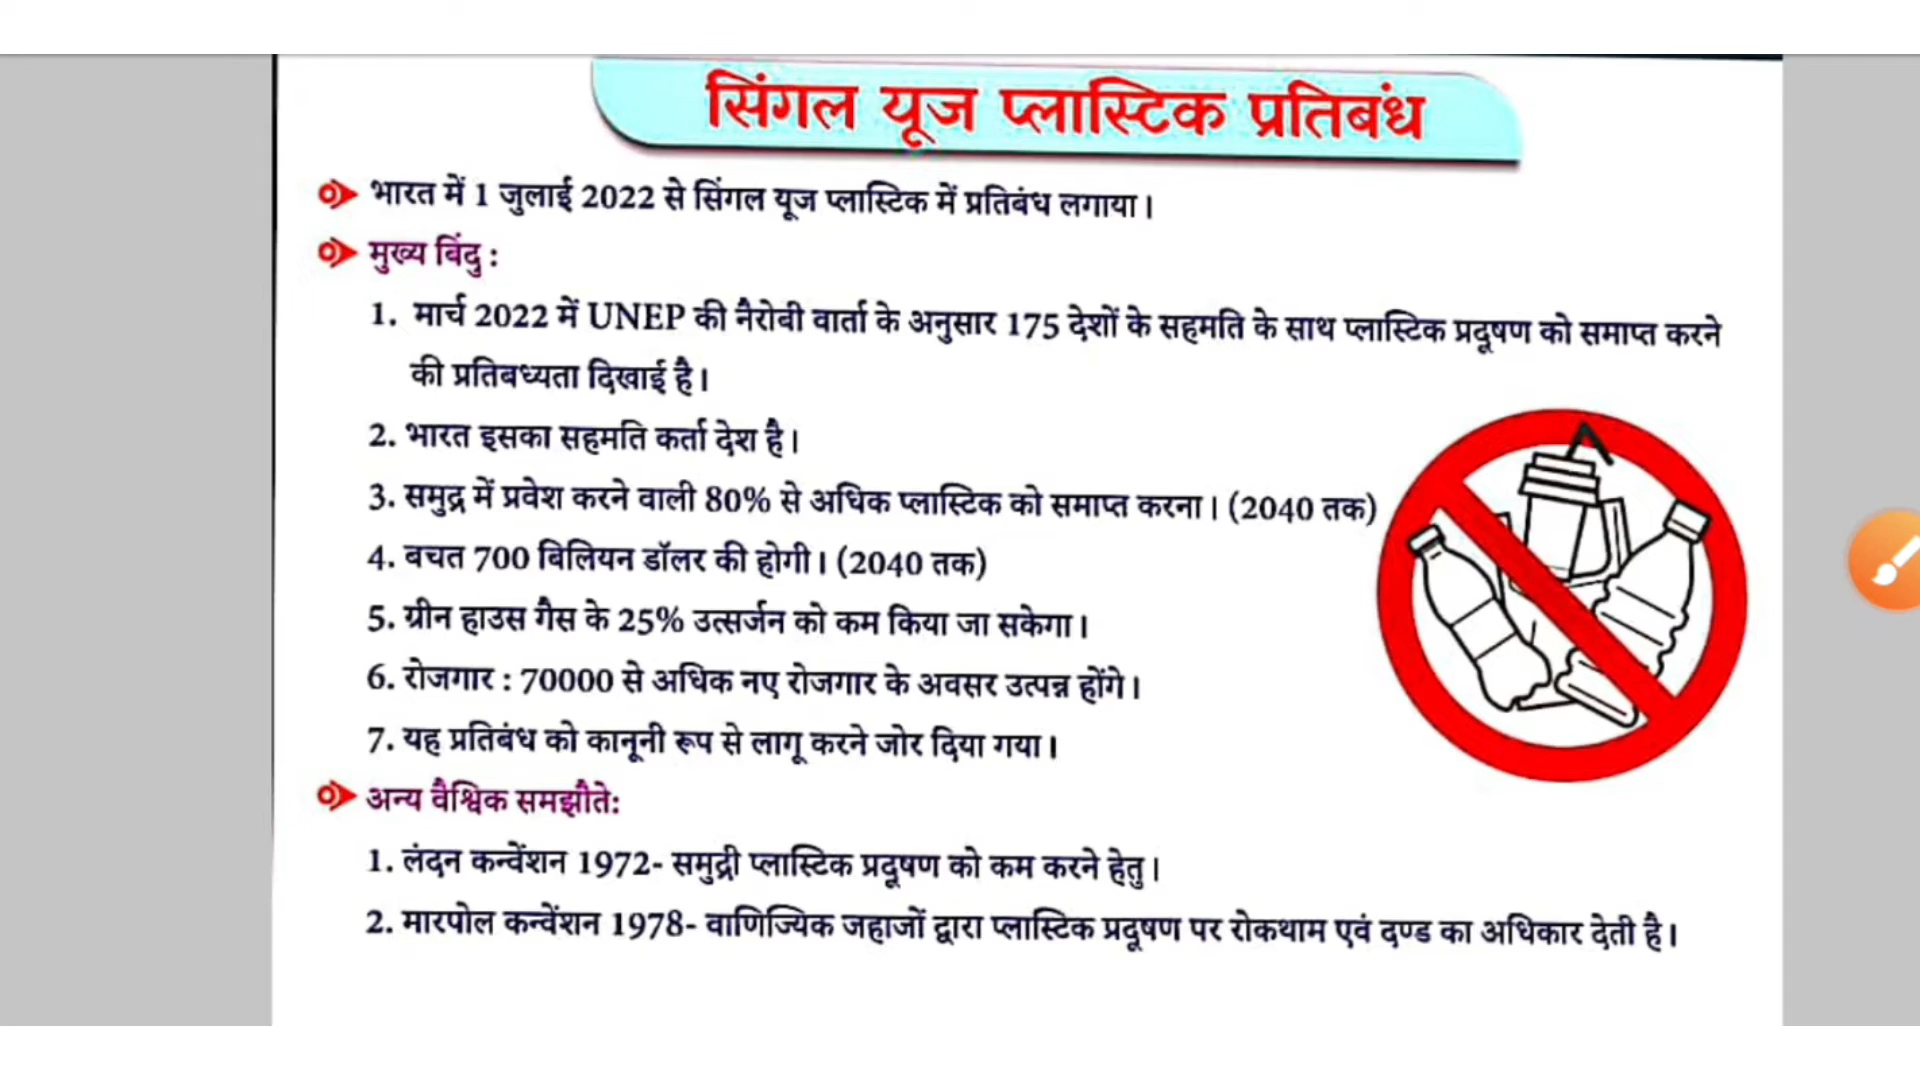 सिंगल यूज प्लास्टिक प्रतिबंध
भारत में 1 जुलाई 2022 से सिंगल यूज प्लास्टिक में प्रतिबंध लगाया।
मुख्य बिंदु :
1. मार्च 2022 में UNEP की नैरोबी वार्ता के अनुसार 175 देशों के सहमति के साथ प्लास्टिक प्रदूषण को समाप्त करने
की प्रतिबध्यता दिखाई है।
2. भारत इसका सहमति कर्ता देश है।
3. समुद्र में प्रवेश करने वाली 80% से अधिक प्लास्टिक को समाप्त करना। (2040 तक)
4. बचत 700 बिलियन डॉलर की होगी। (2040 तक)
5. ग्रीन हाउस गैस के 25% उत्सर्जन को कम किया जा सकेगा।
6. रोजगार : 70000 से अधिक नए रोजगार के अवसर उत्पन्न होंगे।
7. यह प्रतिबंध को कानूनी रूप से लागू करने जोर दिया गया।
अन्य वैश्विक समझौते:
1. लंदन कन्वेंशन 1972- समुद्री प्लास्टिक प्रदूषण को कम करने हेतु।
2. मारपोल कन्वेंशन 1978- वाणिज्यिक जहाजों द्वारा प्लास्टिक प्रदूषण पर रोकथाम एवं दण्ड का अधिकार देती है।